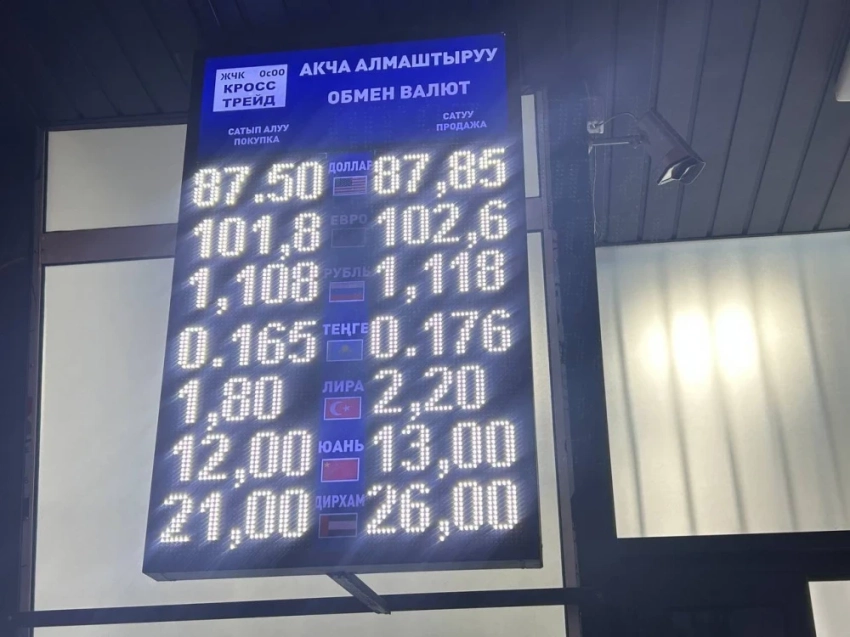 ЖЧК ОсОО
КРОСС
ТРЕЙД
АКЧА АЛМАШТЫРУУ
ОБМЕН ВАЛЮТ
САТЫП АЛУУ
ПОКУПКА
САТУУ
ПРОДАЖА
87.50 ДОЛЛАР 87,85
101,8 ЕВРО 102,6
1,108 РУБЛЬ 1,118
0.165 ТЕҢГЕ 0.176
1,80 ЛИРА 2,20
12,00 ЮАНЬ 13,00
21,00 ДИРХАМ 26,00